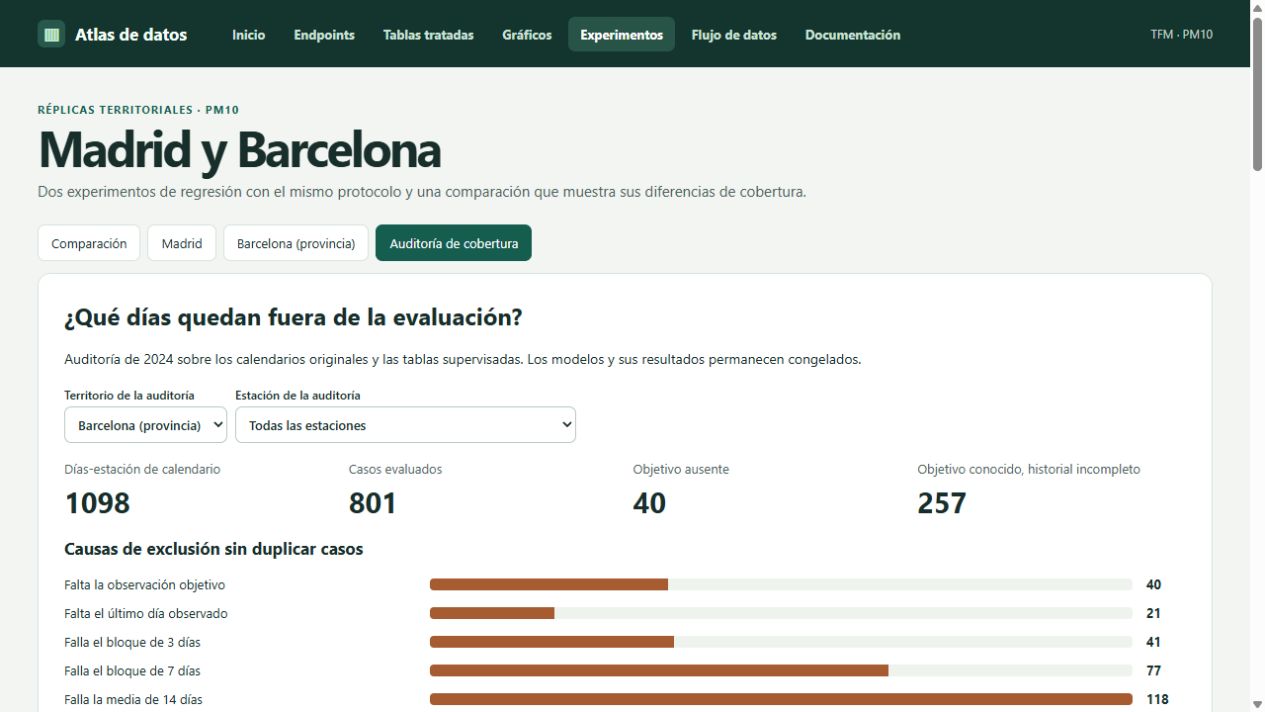 Atlas de datos
Inicio
Endpoints
Tablas tratadas
Gráficos
Experimentos
Flujo de datos
Documentación
TFM · PM10
RÉPLICAS TERRITORIALES · PM10
Madrid y Barcelona
Dos experimentos de regresión con el mismo protocolo y una comparación que muestra sus diferencias de cobertura.
Comparación
Madrid
Barcelona (provincia)
Auditoría de cobertura
¿Qué días quedan fuera de la evaluación?
Auditoría de 2024 sobre los calendarios originales y las tablas supervisadas. Los modelos y sus resultados permanecen congelados.
Territorio de la auditoría
Estación de la auditoría
Barcelona (provincia)
Todas las estaciones
Días-estación de calendario
Casos evaluados
Objetivo ausente
Objetivo conocido, historial incompleto
1098
801
40
257
Causas de exclusión sin duplicar casos
Falta la observación objetivo 40
Falta el último día observado 21
Falla el bloque de 3 días 41
Falla el bloque de 7 días 77
Falla la media de 14 días 118